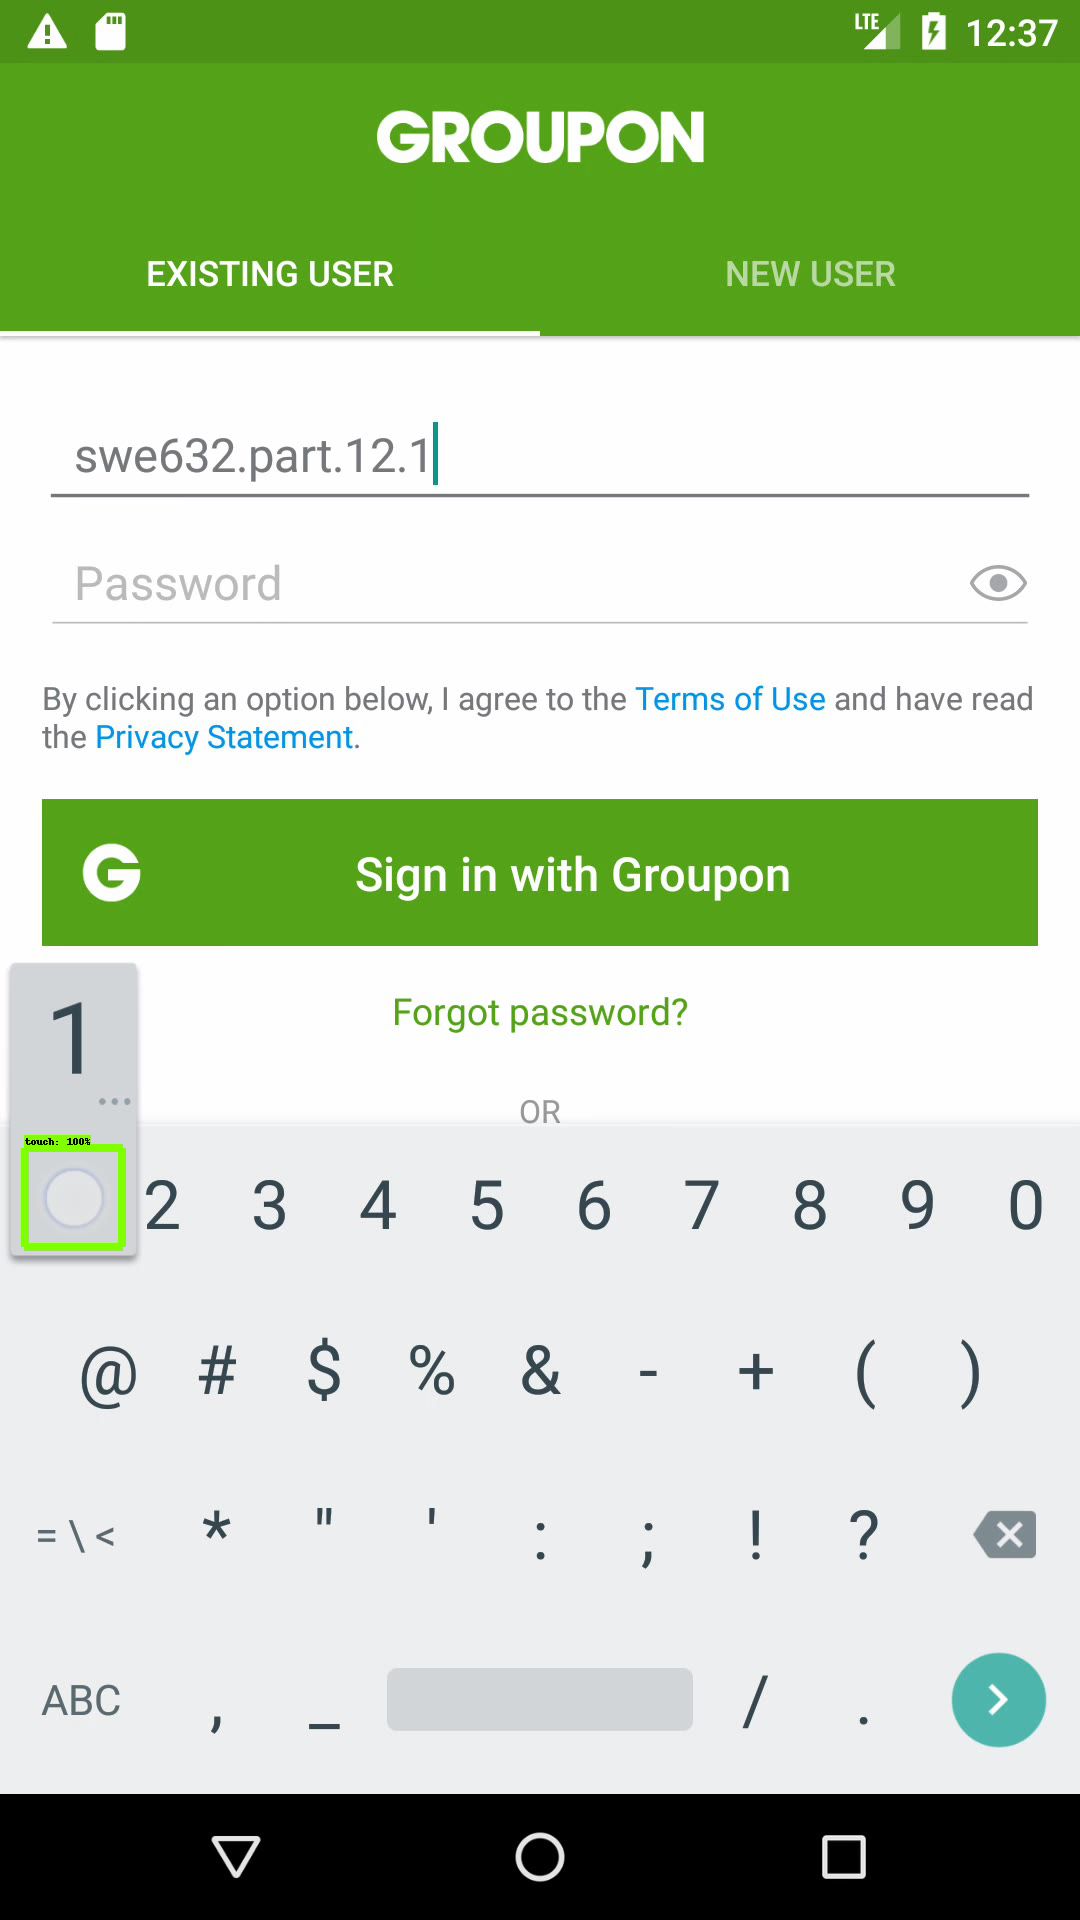 LTE 12:37
GROUPON
EXISTING USER NEW USER
swe632.part.12.1
Password
By clicking an option below, I agree to the Terms of Use and have read
the Privacy Statement.
G Sign in with Groupon
Forgot password?
OR
1
touch: 100%
2 3 4 5 6 7 8 9 0
@ # $ % & - + ( )
= \ < * " ' : ; ! ?
ABC , _ / .